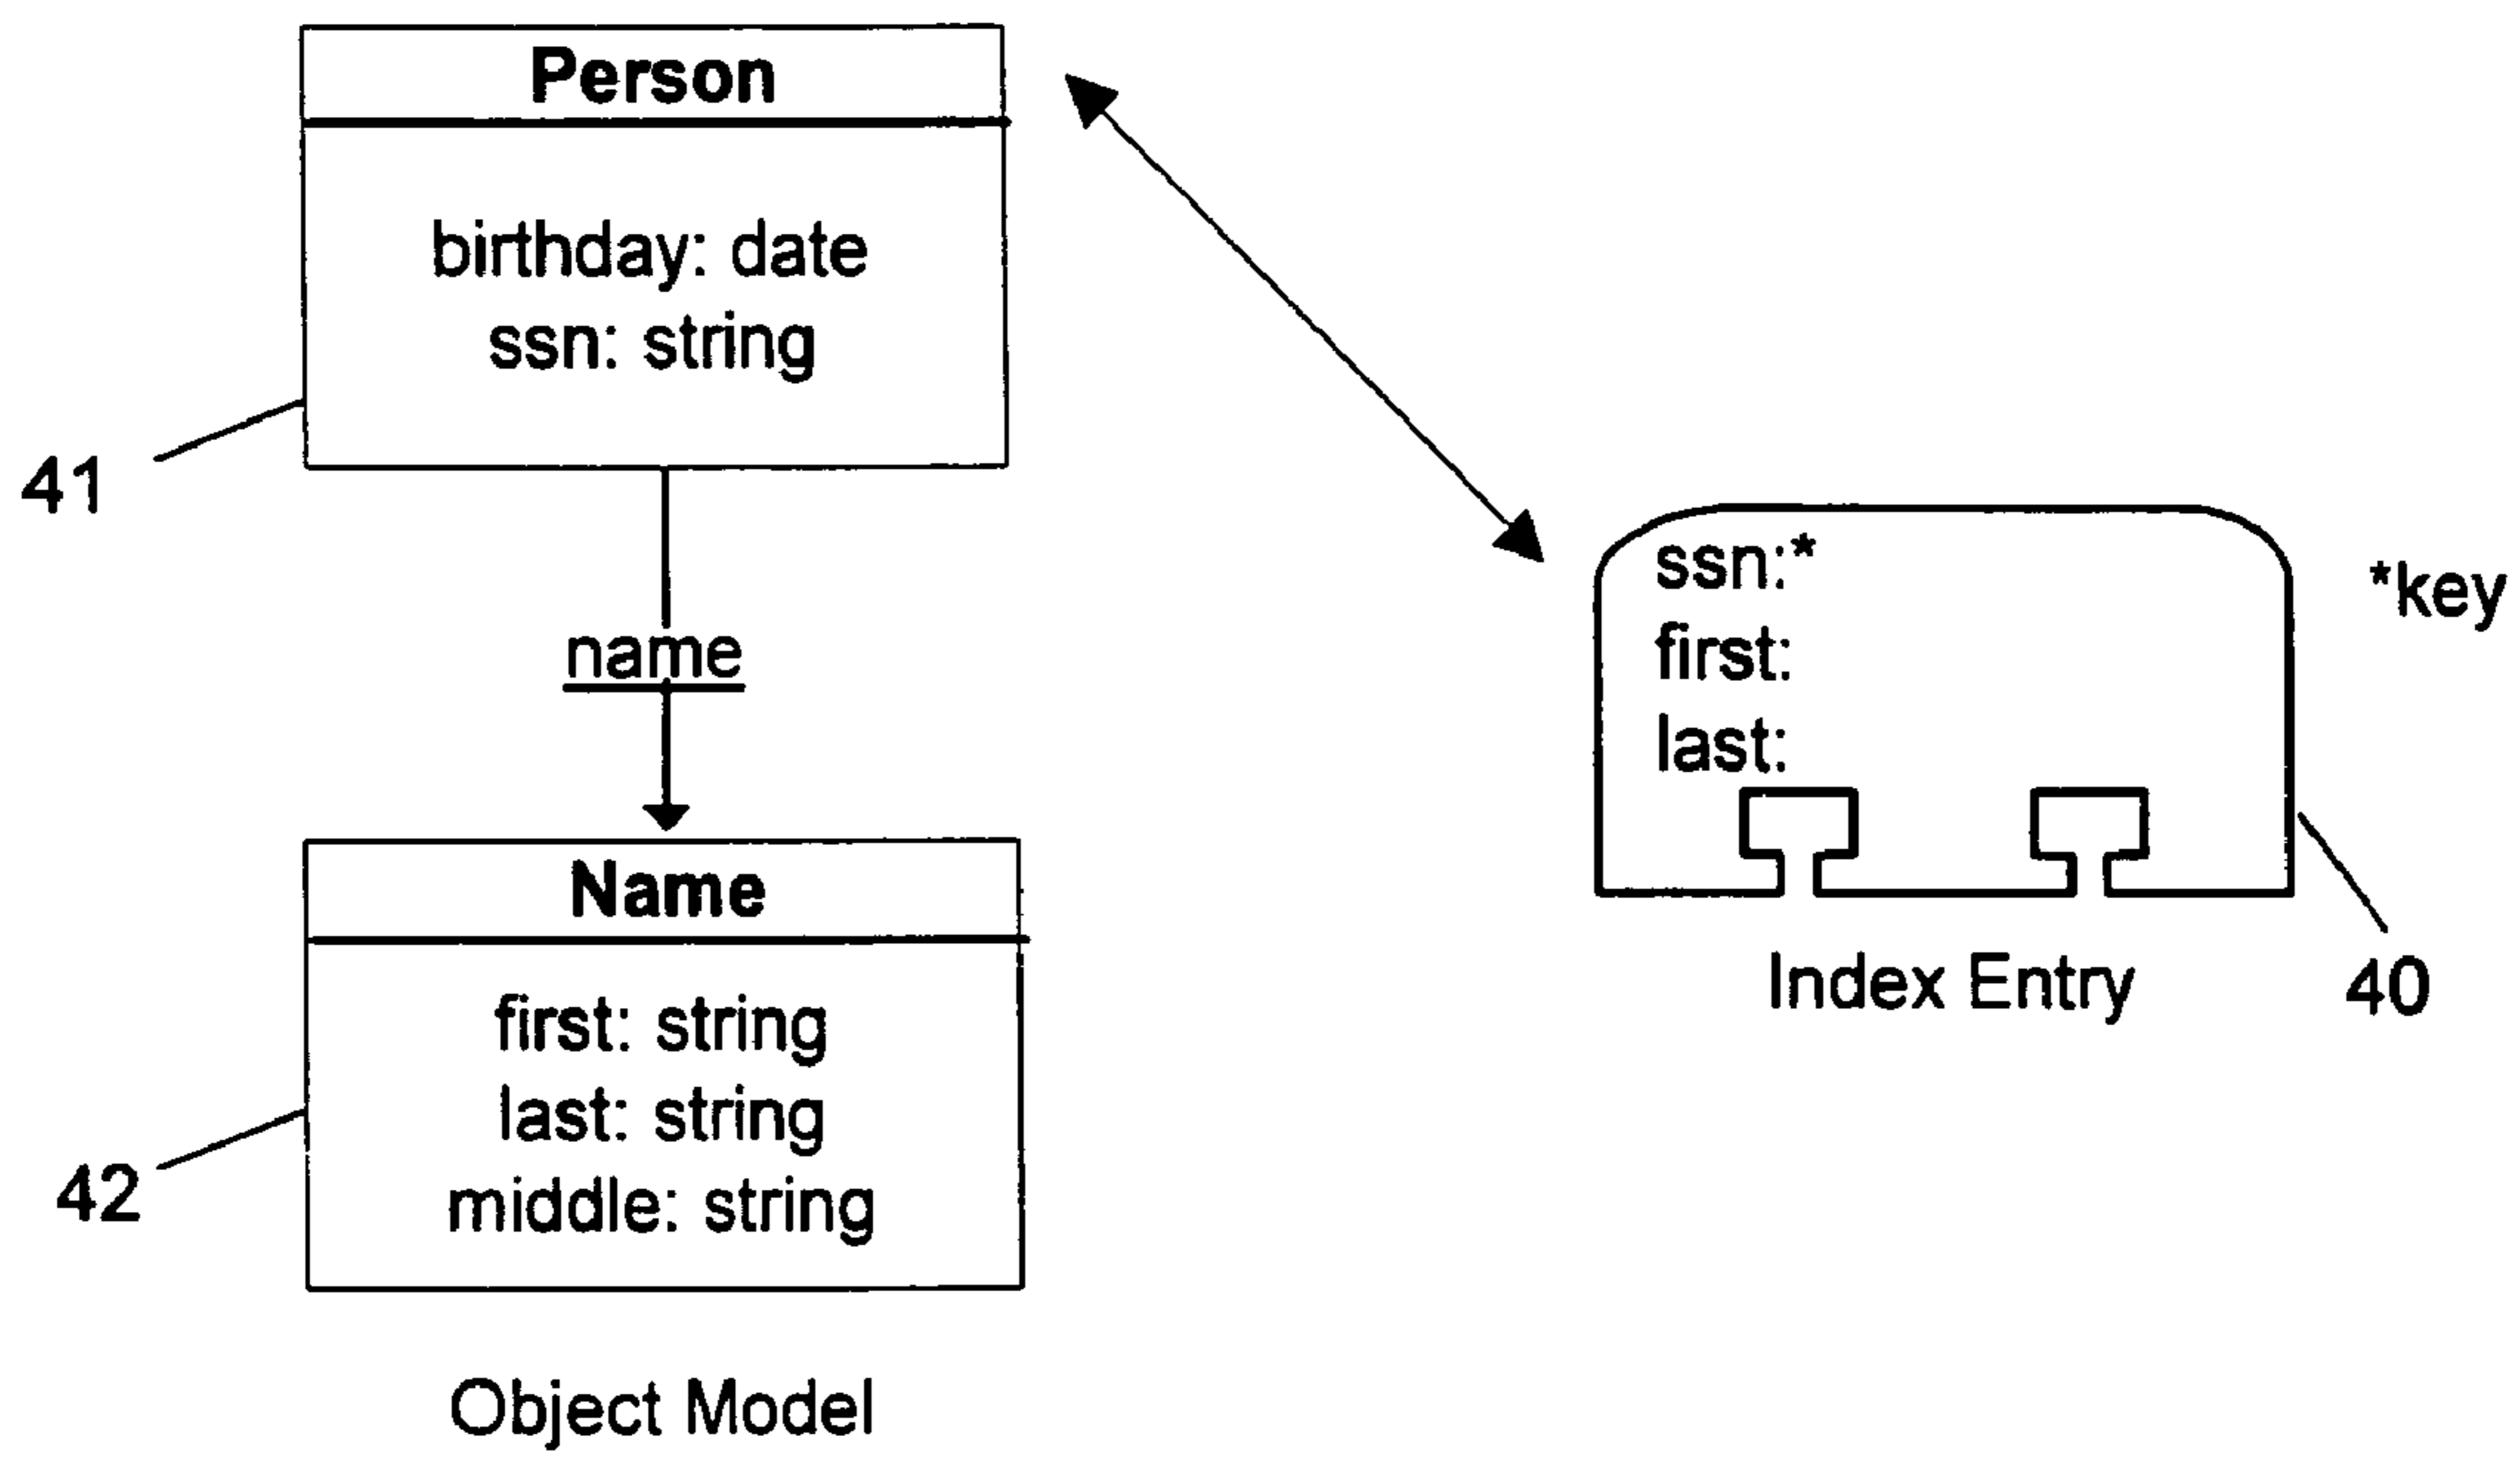 Person
birthday: date
ssn: string
41
name
Name
first: string
last: string
middle: string
42
Object Model
ssn:*
first:
last:
*key
Index Entry
40